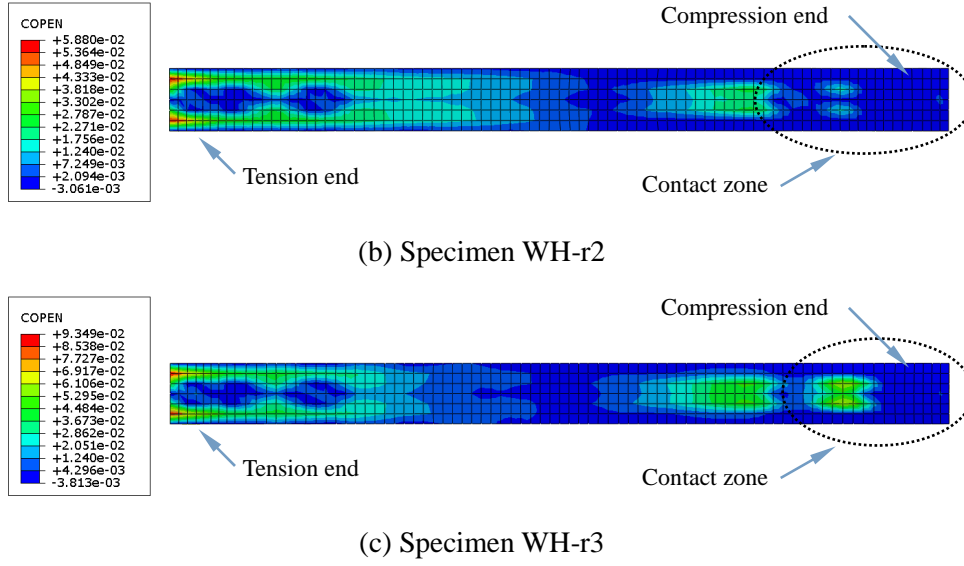 COPEN
+5.880e-02
+5.364e-02
+4.849e-02
+4.333e-02
+3.818e-02
+3.302e-02
+2.787e-02
+2.271e-02
+1.756e-02
+1.240e-02
+7.249e-03
+2.094e-03
-3.061e-03
Compression end
Tension end
Contact zone
(b) Specimen WH-r2
COPEN
+9.349e-02
+8.538e-02
+7.727e-02
+6.917e-02
+6.106e-02
+5.295e-02
+4.484e-02
+3.673e-02
+2.862e-02
+2.051e-02
+1.240e-02
+4.296e-03
-3.813e-03
Compression end
Tension end
Contact zone
(c) Specimen WH-r3